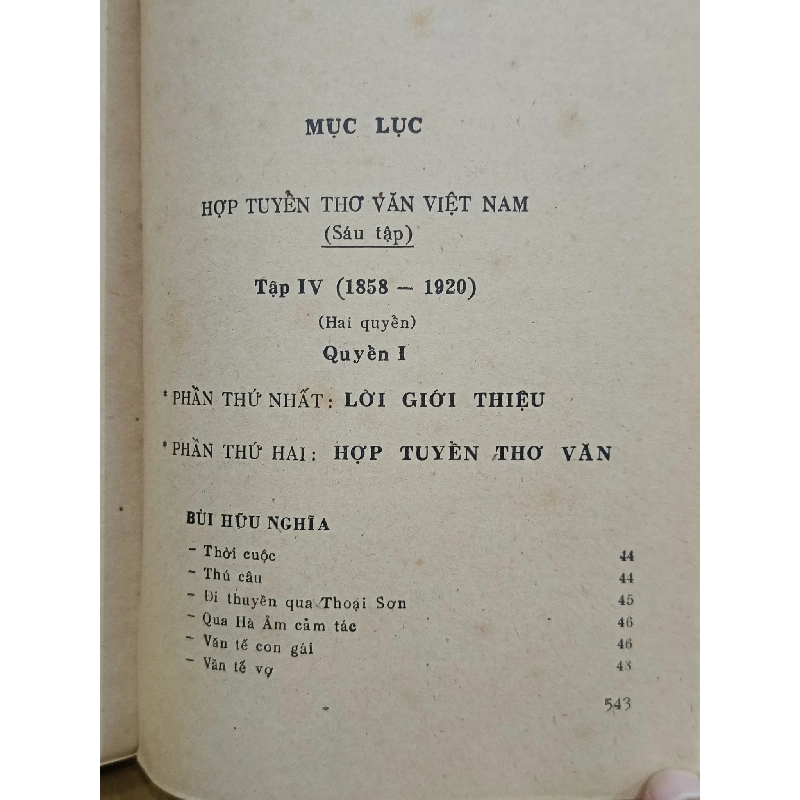 MỤC LỤC
HỢP TUYỂN THƠ VĂN VIỆT NAM
(Sáu tập)
Tập IV (1858 — 1920)
(Hai quyển)
Quyển I
* PHẦN THỨ NHẤT: LỜI GIỚI THIỆU
* PHẦN THỨ HAI: HỢP TUYỂN THƠ VĂN
BÙI HỮU NGHĨA
- Thời cuộc 44
- Thú câu 44
- Đi thuyền qua Thoại Sơn 45
- Qua Hà Âm cảm tác 46
- Văn tế con gái 46
- Văn tế vợ 48
543